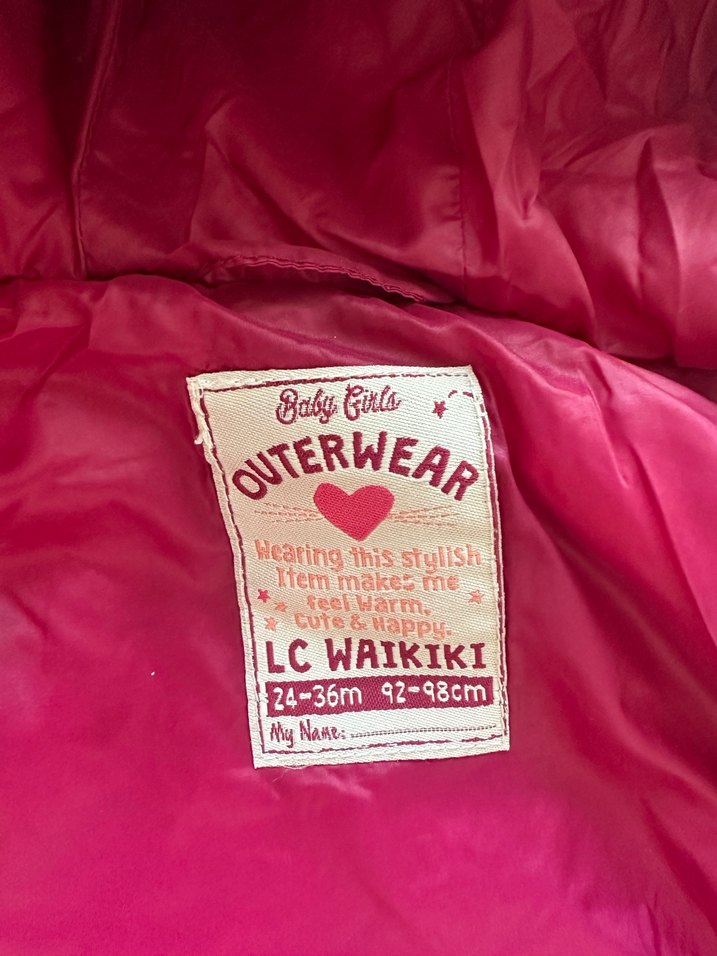 Baby Girls
OUTERWEAR
Wearing this stylish
Item makes me
feel Warm,
Cute & Happy.
LC WAIKIKI
24-36m 92-98cm
My Name: